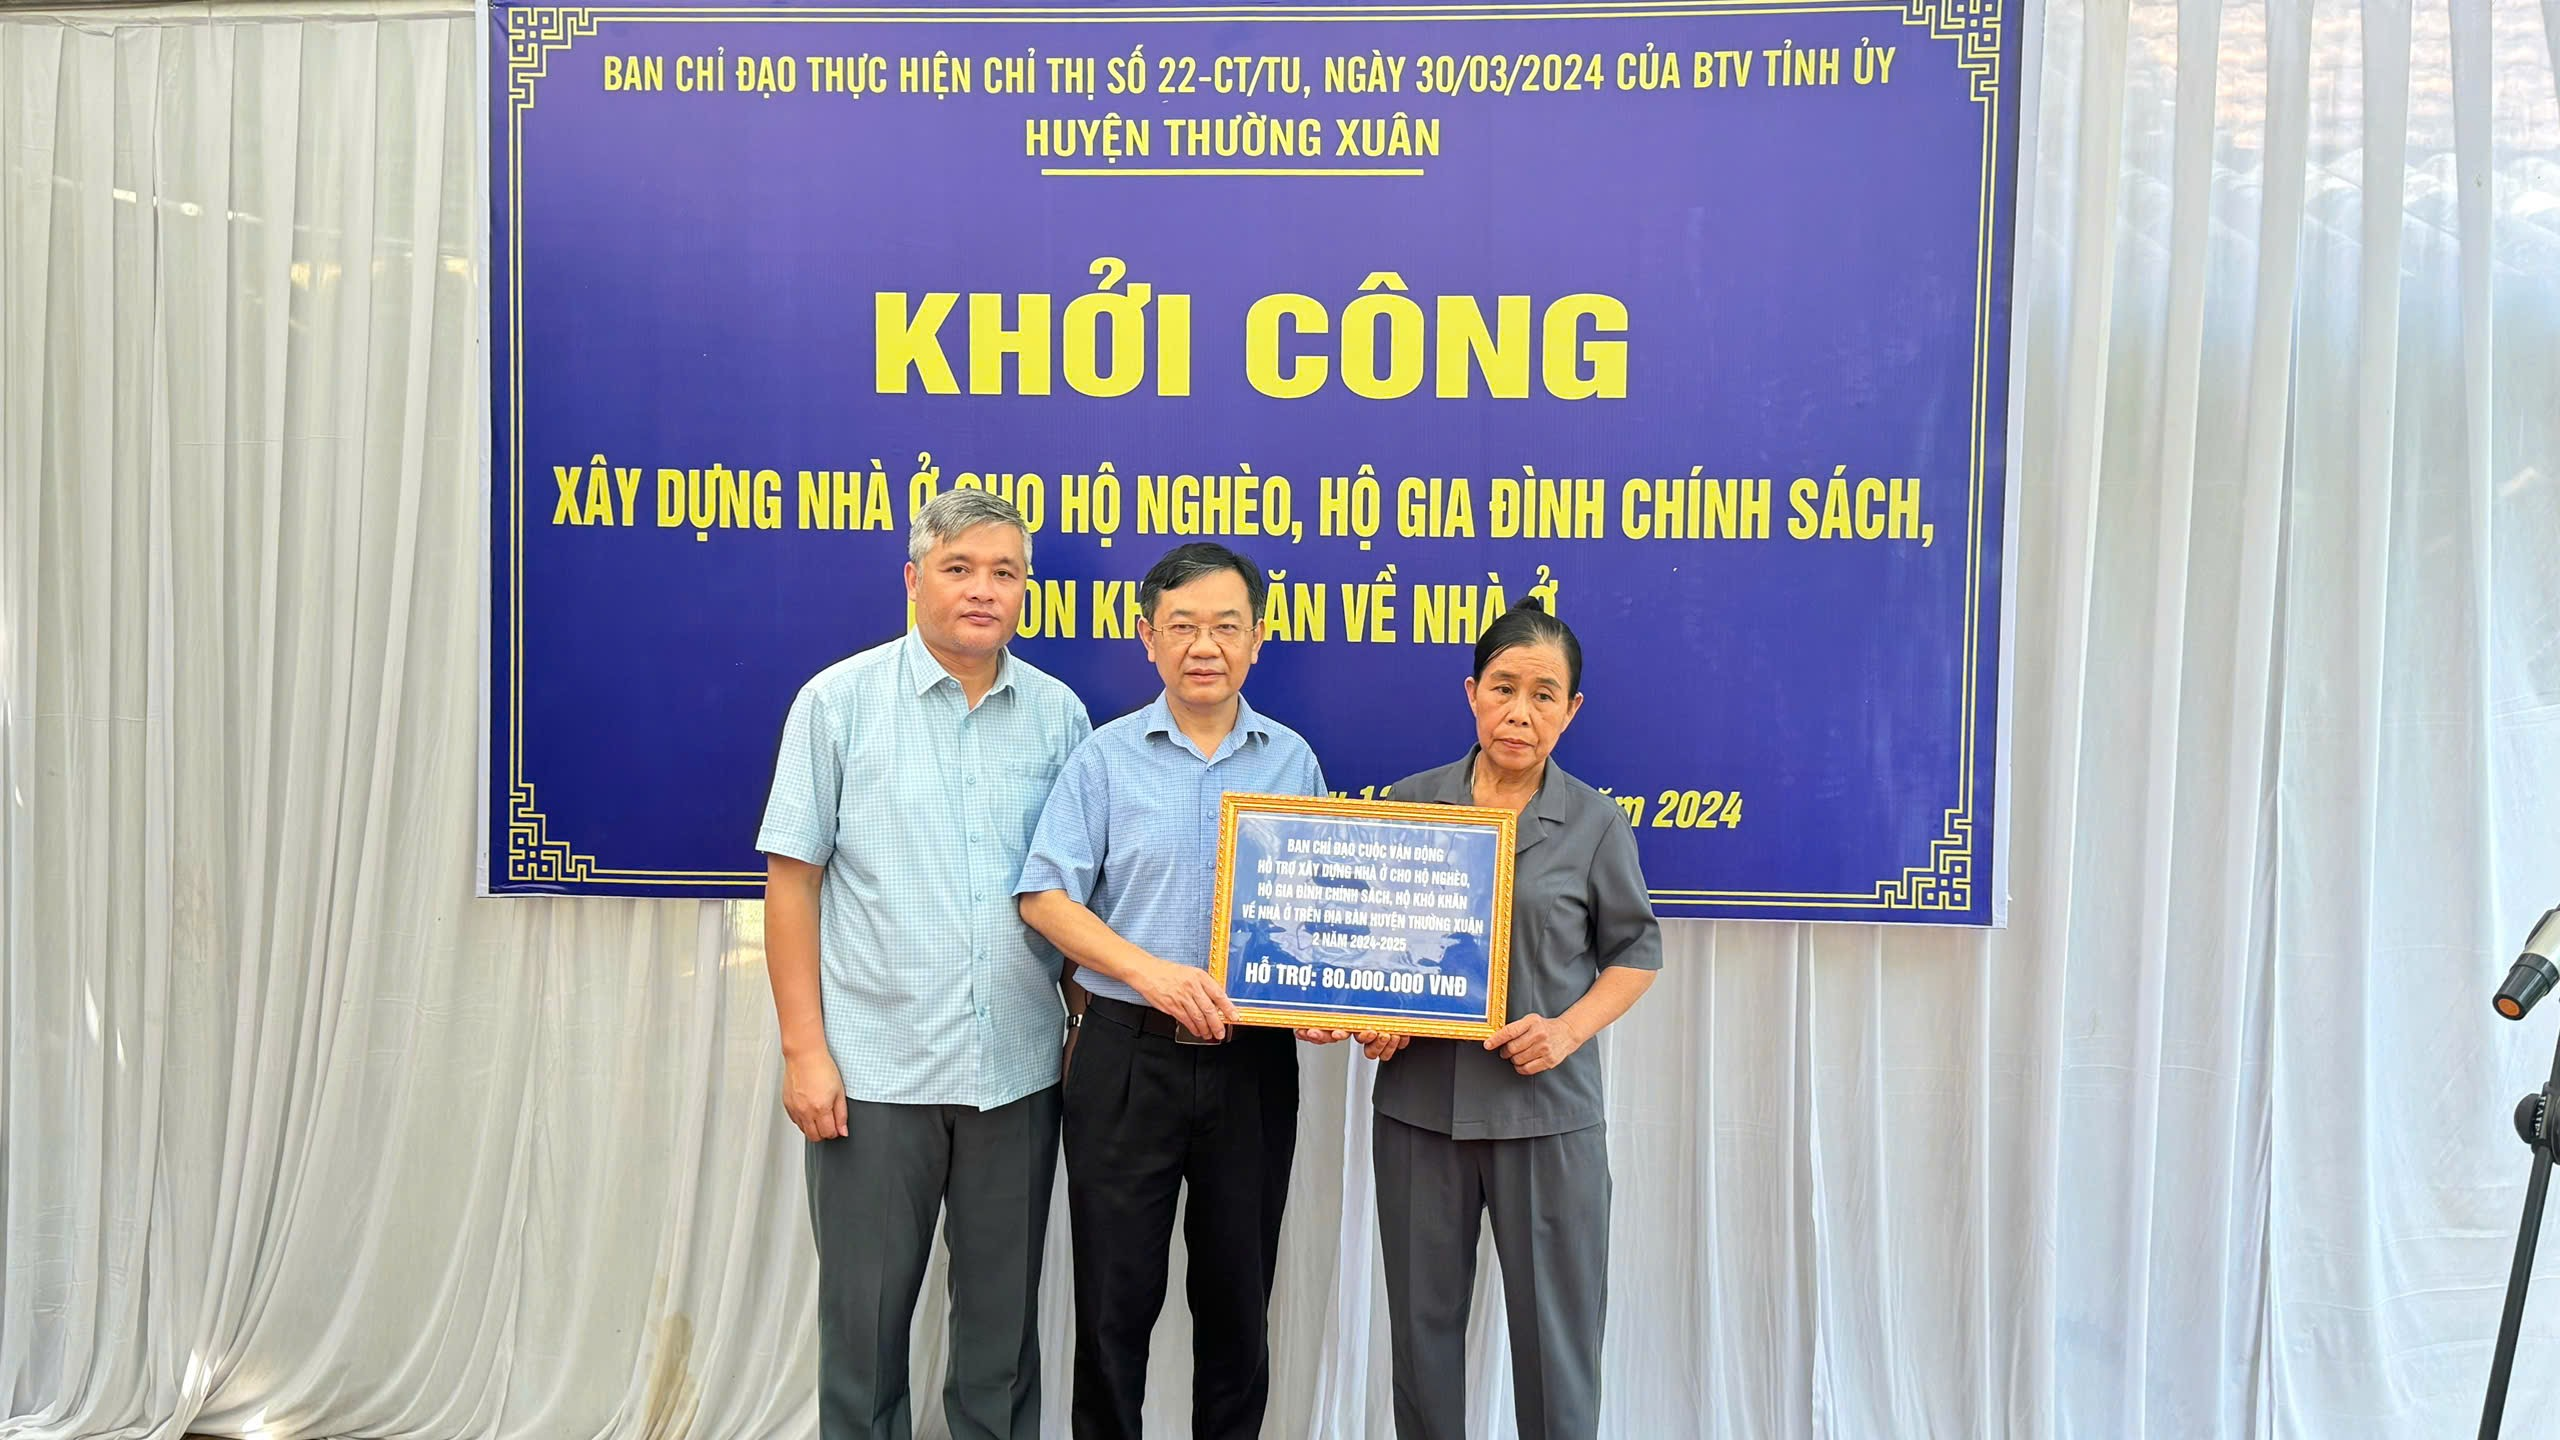 BAN CHỈ ĐẠO THỰC HIỆN CHỈ THỊ SỐ 22-CT/TU, NGÀY 30/03/2024 CỦA BTV TỈNH ỦY
HUYỆN THƯỜNG XUÂN
KHỞI CÔNG
XÂY DỰNG NHÀ Ở CHO HỘ NGHÈO, HỘ GIA ĐÌNH CHÍNH SÁCH,
VỀ NHÀ Ở
2024
BAN CHỈ ĐẠO CUỘC VẬN ĐỘNG
HỖ TRỢ XÂY DỰNG NHÀ Ở CHO HỘ NGHÈO,
HỘ GIA ĐÌNH CHÍNH SÁCH, HỘ KHÓ KHĂN
VỀ NHÀ Ở TRÊN ĐỊA BÀN HUYỆN THƯỜNG XUÂN
2 NĂM 2024-2025
HỖ TRỢ: 80.000.000 VNĐ